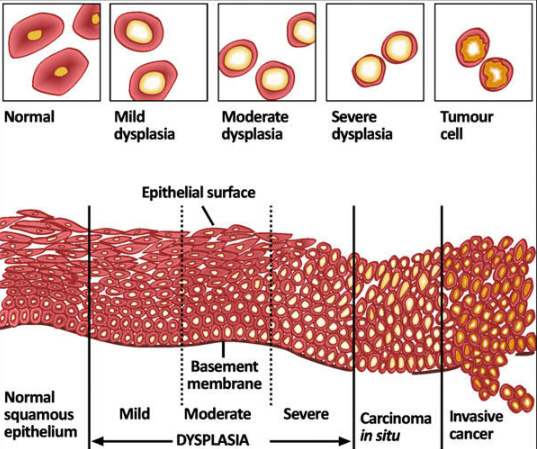 Normal
Mild
dysplasia
Moderate
dysplasia
Severe
dysplasia
Tumour
cell
Epithelial surface
Basement
membrane
Normal
squamous
epithelium
Mild
Moderate
Severe
DYSPLASIA
Carcinoma
in situ
Invasive
cancer